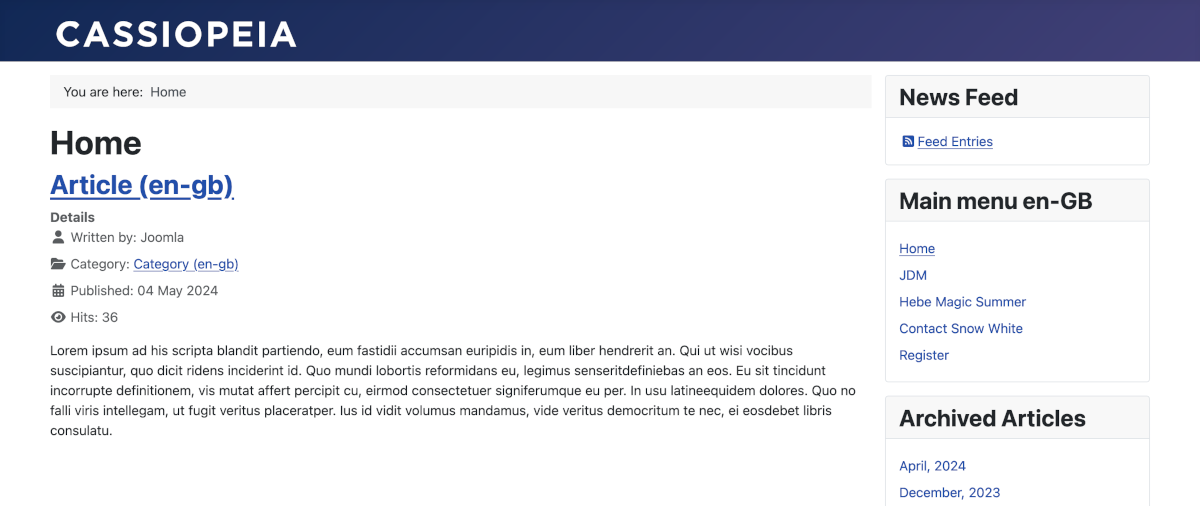 CASSIOPEIA
You are here: Home
Home
Article (en-gb)
Details
Written by: Joomla
Category: Category (en-gb)
Published: 04 May 2024
Hits: 36
Lorem ipsum ad his scripta blandit partiendo, eum fastidii accumsan euripidis in, eum liber hendrerit an. Qui ut wisi vocibus
suscipiantur, quo dicit ridens inciderint id. Quo mundi lobortis reformidans eu, legimus senseritdefiniebas an eos. Eu sit tincidunt
incorrupte definitionem, vis mutat affert percipit cu, eirmod consectetuer signiferumque eu per. In usu latineequidem dolores. Quo no
falli viris intellegam, ut fugit veritus placeratper. Ius id vidit volumus mandamus, vide veritus democritum te nec, ei eosdebet libris
consulatu.
News Feed
Feed Entries
Main menu en-GB
Home
JDM
Hebe Magic Summer
Contact Snow White
Register
Archived Articles
April, 2024
December, 2023